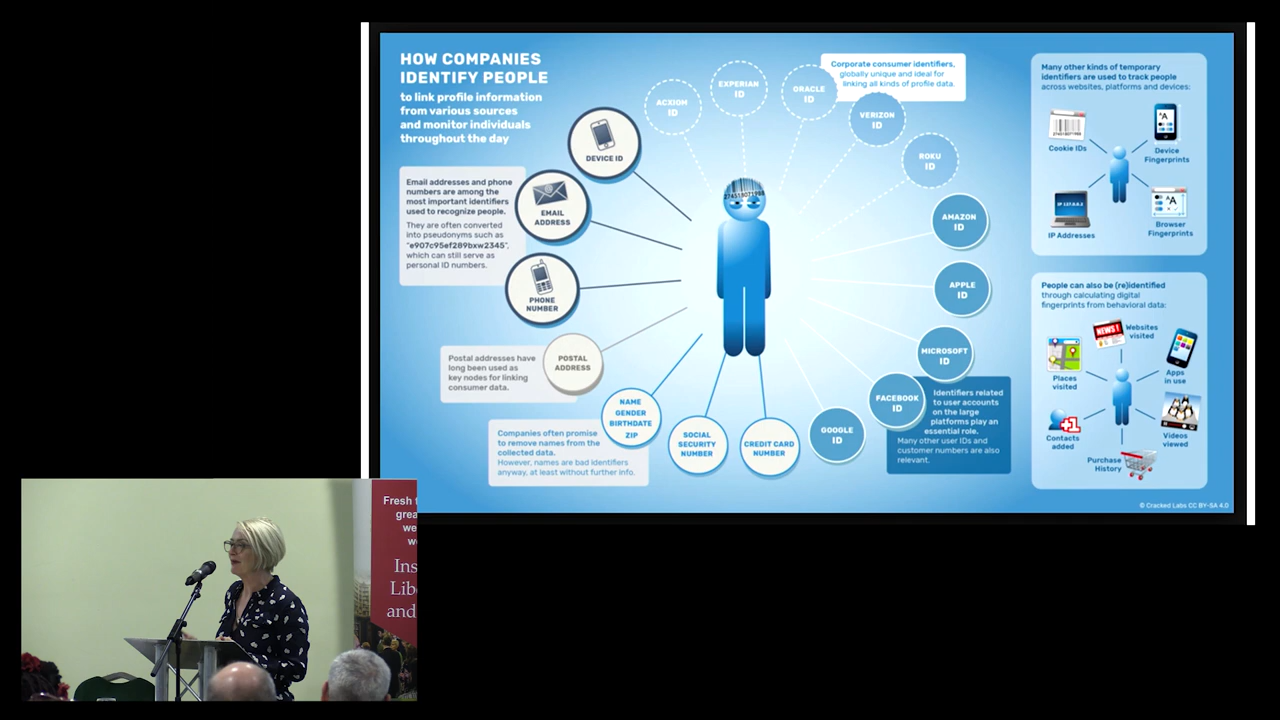 HOW COMPANIES
IDENTIFY PEOPLE
to link profile information
from various sources
and monitor individuals
throughout the day
DEVICE ID
Email addresses and phone
numbers are among the
most important identifiers
used to recognize people.
They are often converted
into pseudonyms such as
"e907c95ef289bxw2345",
which can still serve as
personal ID numbers.
EMAIL
ADDRESS
PHONE
NUMBER
Postal addresses have
long been used as
key nodes for linking
consumer data.
POSTAL
ADDRESS
Companies often promise
to remove names from the
collected data.
However, names are bad identifiers
anyway, at least without further info.
NAME
GENDER
BIRTHDATE
ZIP
SOCIAL
SECURITY
NUMBER
CREDIT CARD
NUMBER
GOOGLE
ID
FACEBOOK
ID
MICROSOFT
ID
APPLE
ID
AMAZON
ID
ROKU
ID
VERIZON
ID
ORACLE
ID
EXPERIAN
ID
ACXIOM
ID
Corporate consumer identifiers,
globally unique and ideal for
linking all kinds of profile data.
Identifiers related
to user accounts
on the large
platforms play an
essential role.
Many other user IDs and
customer numbers are also
relevant.
Many other kinds of temporary
identifiers are used to track people
across websites, platforms and devices:
Cookie IDs
Device
Fingerprints
IP Addresses
Browser
Fingerprints
People can also be (re)identified
through calculating digital
fingerprints from behavioral data:
NEWS!
Websites
visited
Places
visited
Apps
in use
+1
Contacts
added
Videos
viewed
Purchase
History
© Cracked Labs CC BY-SA 4.0
Fresh
grea
we
w
Ins
Lib
and